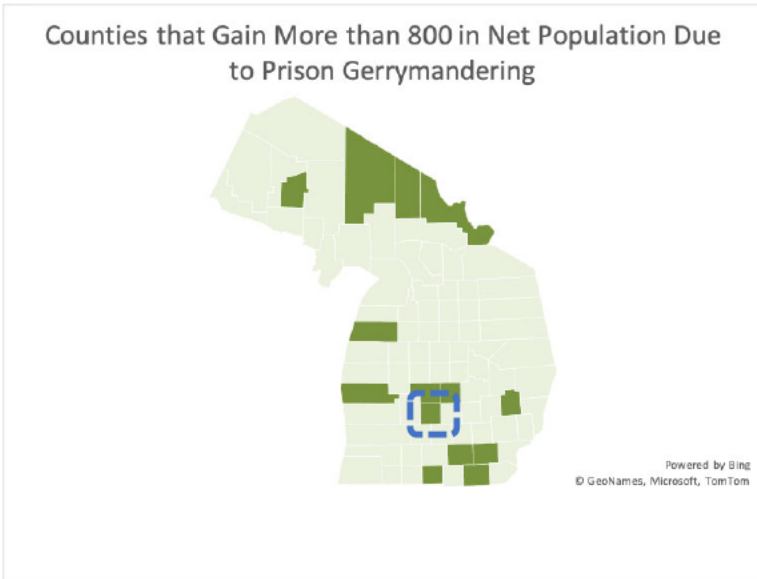 Counties that Gain More than 800 in Net Population Due
to Prison Gerrymandering
Powered by Bing
© GeoNames, Microsoft, TomTom